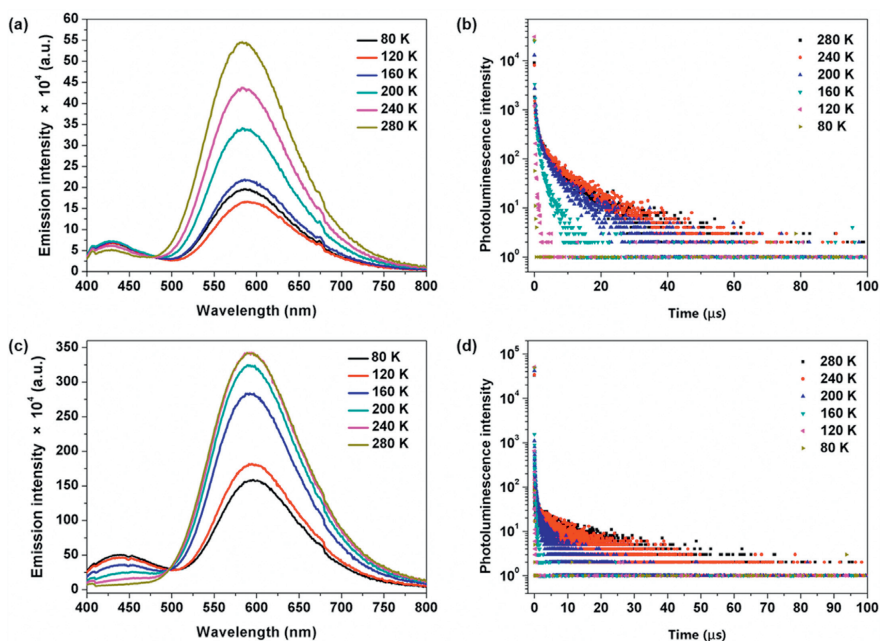 (a)
Emission intensity × 10⁴ (a.u.)
60
55
50
45
40
35
30
25
20
15
10
5
0
80 K
120 K
160 K
200 K
240 K
280 K
400 450 500 550 600 650 700 750 800
Wavelength (nm)
(b)
Photoluminescence intensity
10⁴
10³
10²
10¹
10⁰
280 K
240 K
200 K
160 K
120 K
80 K
0 20 40 60 80 100
Time (μs)
(c)
Emission intensity × 10⁴ (a.u.)
350
300
250
200
150
100
50
0
80 K
120 K
160 K
200 K
240 K
280 K
400 450 500 550 600 650 700 750 800
Wavelength (nm)
(d)
Photoluminescence intensity
10⁵
10⁴
10³
10²
10¹
10⁰
280 K
240 K
200 K
160 K
120 K
80 K
0 10 20 30 40 50 60 70 80 90 100
Time (μs)